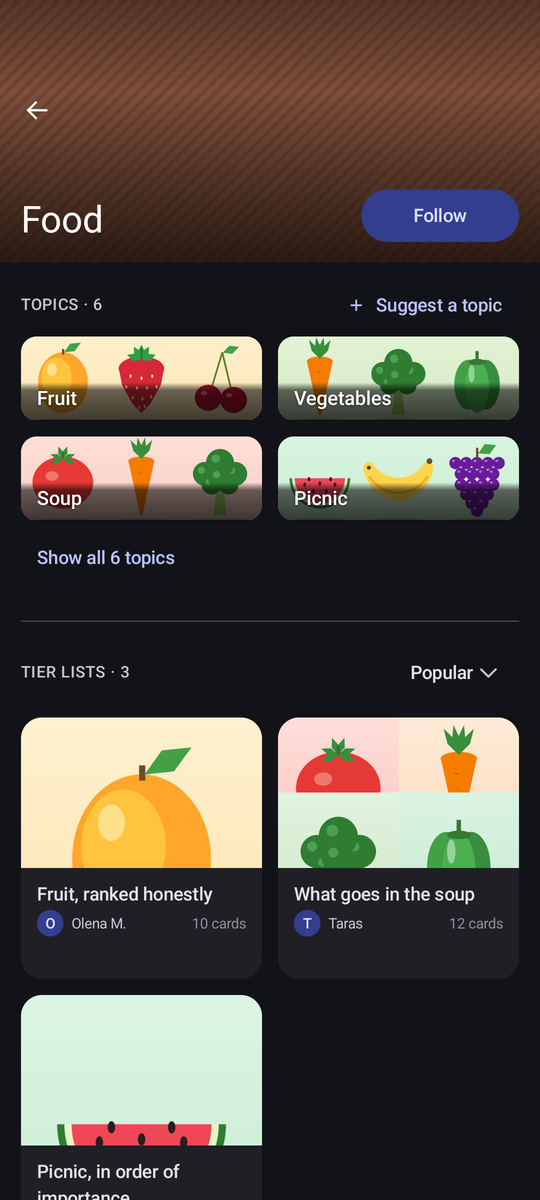 Food
Follow
TOPICS · 6
+ Suggest a topic
Fruit
Vegetables
Soup
Picnic
Show all 6 topics
TIER LISTS · 3
Popular
Fruit, ranked honestly
O Olena M. 10 cards
What goes in the soup
T Taras 12 cards
Picnic, in order of
importance